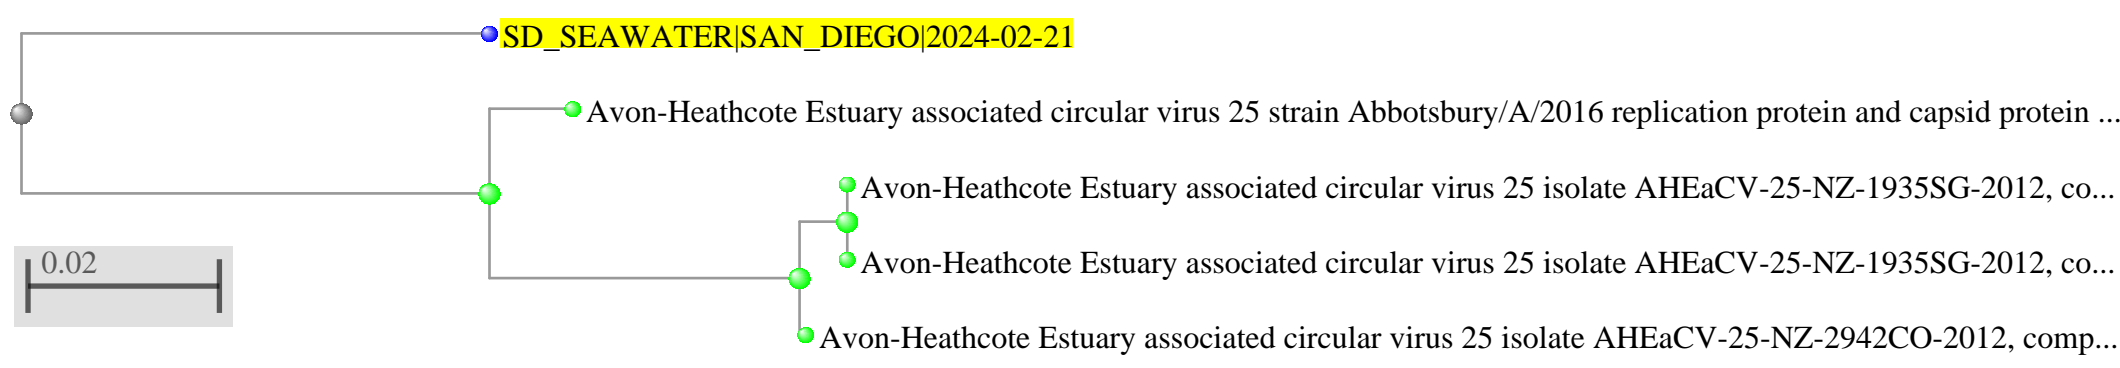 SD_SEAWATER|SAN_DIEGO|2024-02-21
Avon-Heathcote Estuary associated circular virus 25 strain Abbotsbury/A/2016 replication protein and capsid protein ...
Avon-Heathcote Estuary associated circular virus 25 isolate AHEaCV-25-NZ-1935SG-2012, co...
0.02
Avon-Heathcote Estuary associated circular virus 25 isolate AHEaCV-25-NZ-1935SG-2012, co...
Avon-Heathcote Estuary associated circular virus 25 isolate AHEaCV-25-NZ-2942CO-2012, comp...